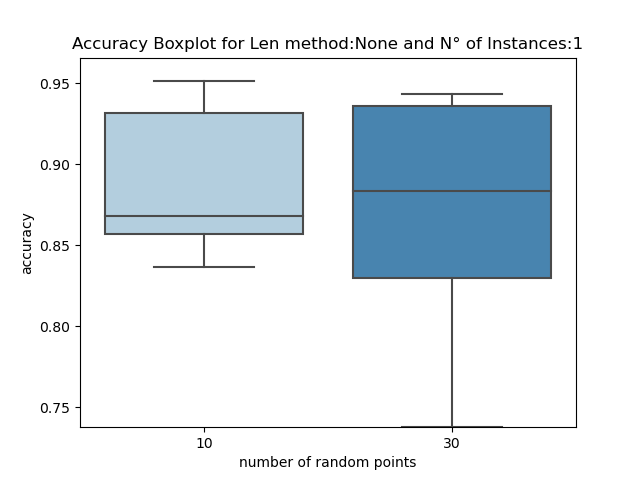 Accuracy Boxplot for Len method:None and N° of Instances:1
accuracy
0.95
0.90
0.85
0.80
0.75
10 30
number of random points